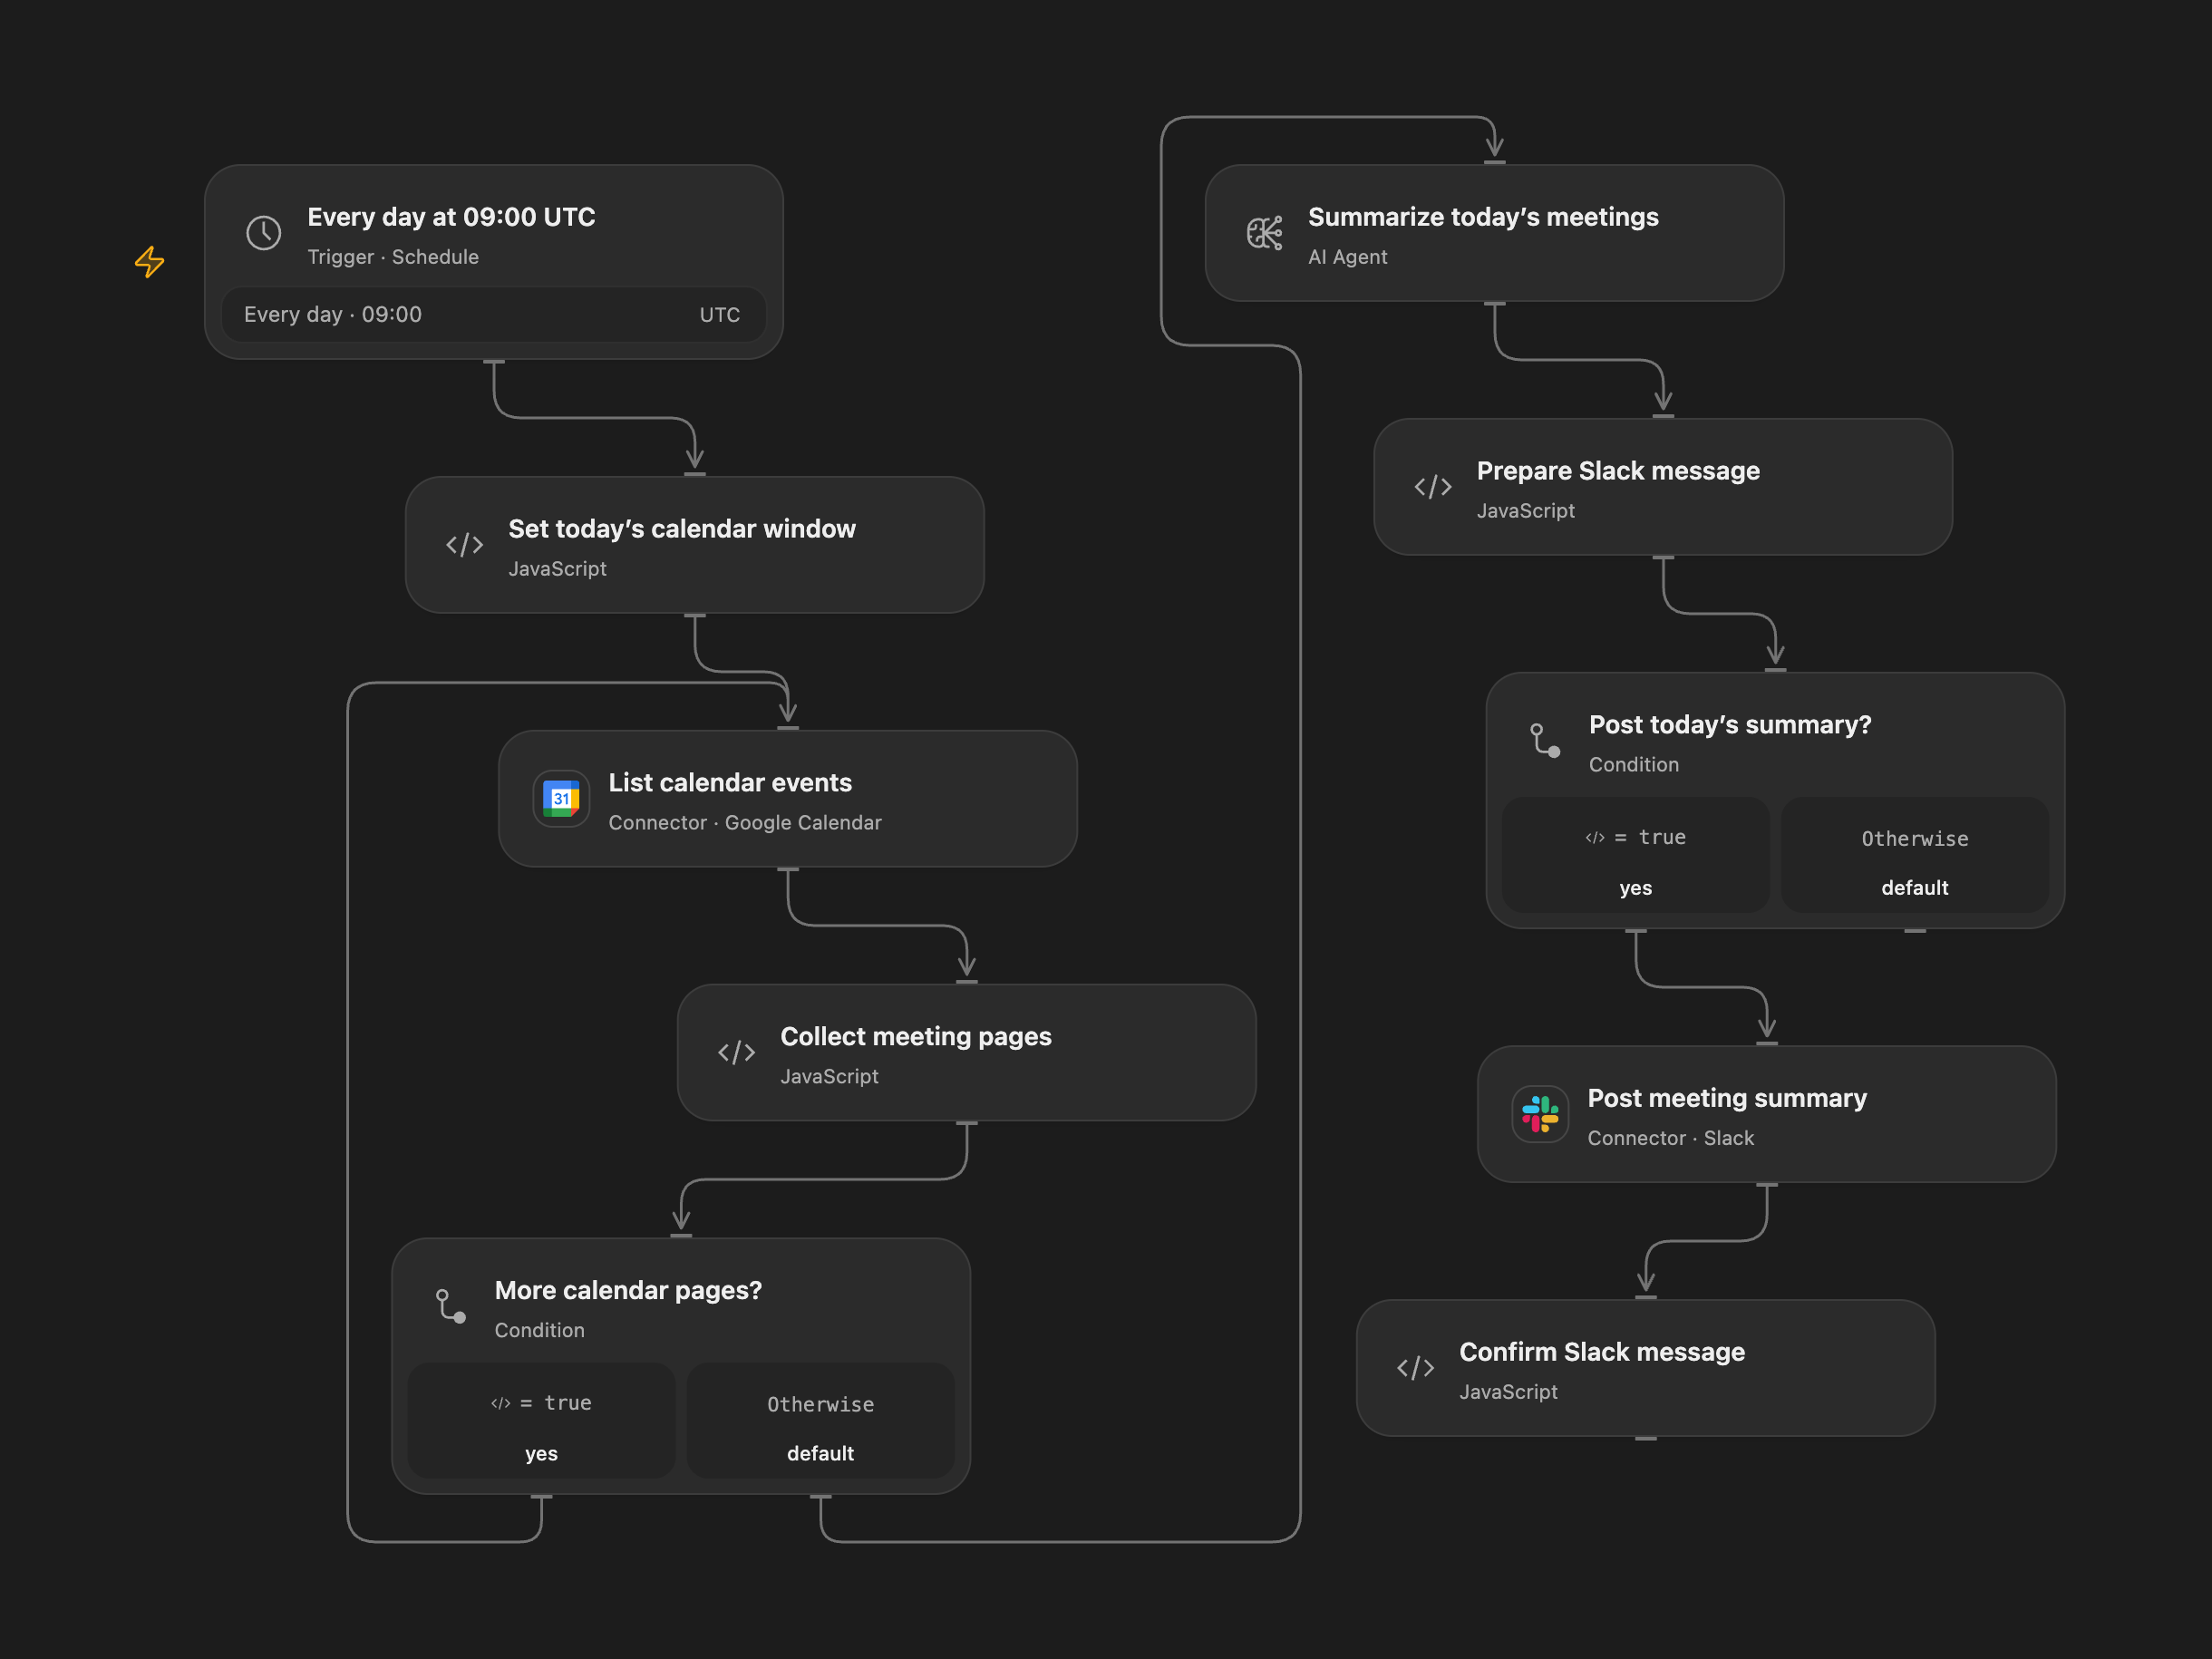 Every day at 09:00 UTC
Trigger · Schedule
Every day · 09:00
UTC
Set today’s calendar window
JavaScript
31
List calendar events
Connector · Google Calendar
Collect meeting pages
JavaScript
More calendar pages?
Condition
</> = true
yes
Otherwise
default
Summarize today’s meetings
AI Agent
Prepare Slack message
JavaScript
Post today’s summary?
Condition
</> = true
yes
Otherwise
default
Post meeting summary
Connector · Slack
Confirm Slack message
JavaScript